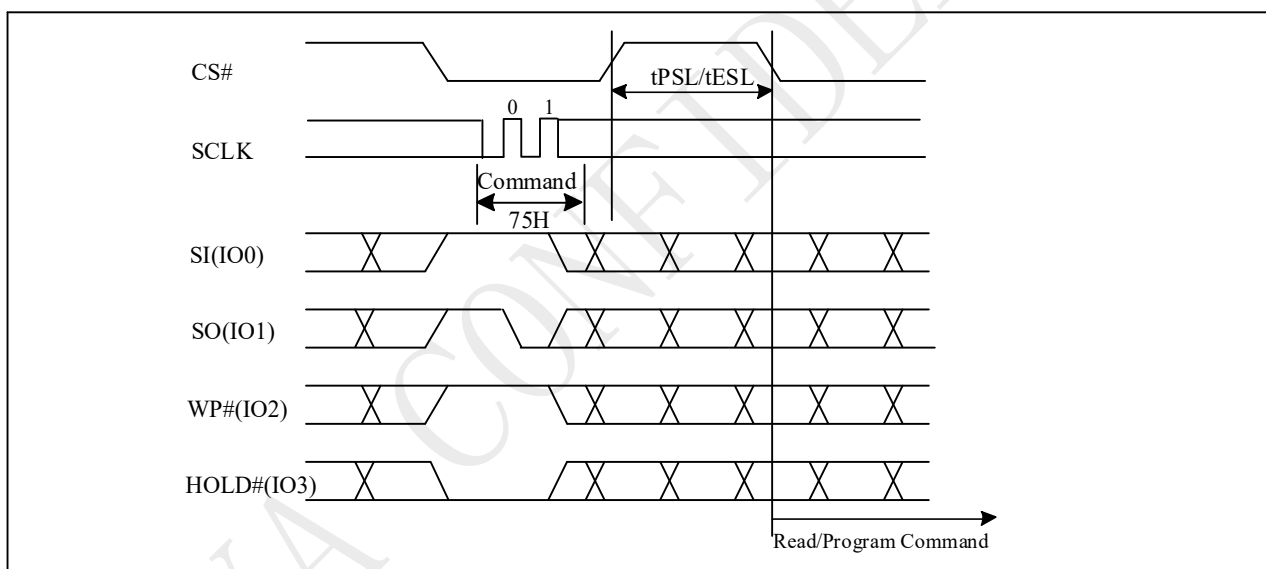 CS#
tPSL/tESL
0 1
SCLK
Command
75H
SI(IO0)
SO(IO1)
WP#(IO2)
HOLD#(IO3)
Read/Program Command